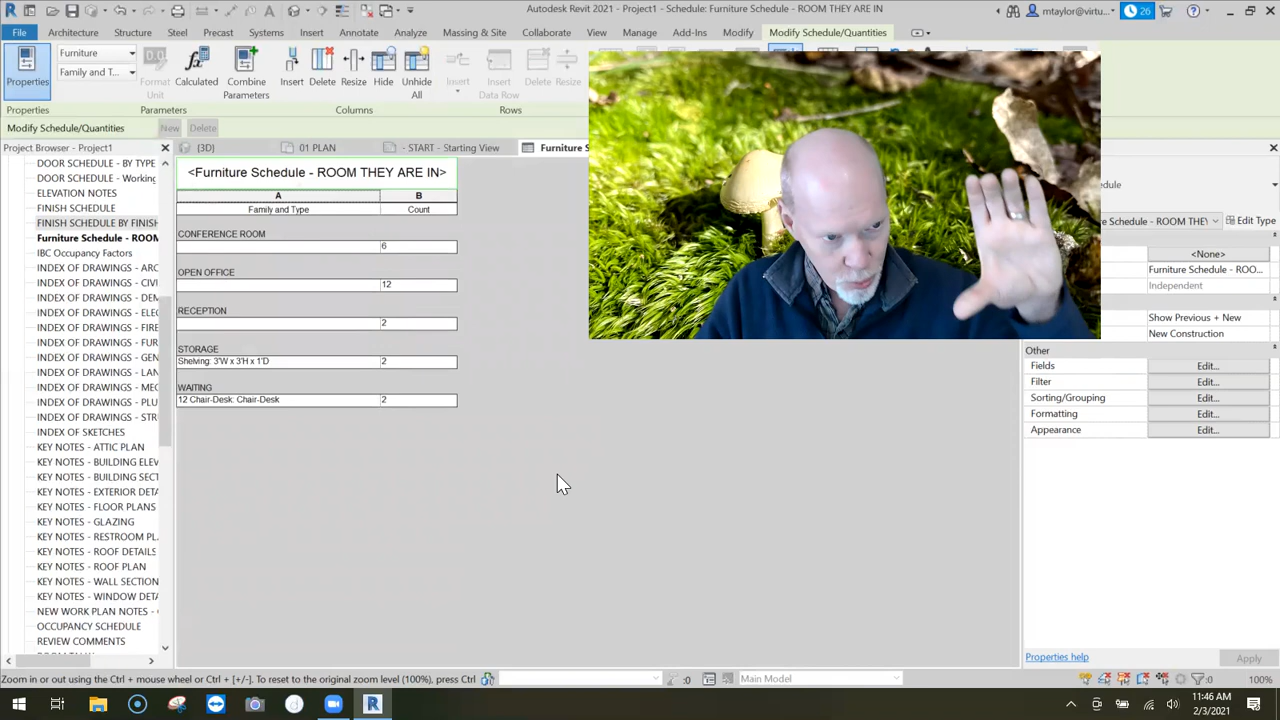 Autodesk Revit 2021 - Project1 - Schedule: Furniture Schedule - ROOM THEY ARE IN
mtaylor@virtu...
26
File Architecture Structure Steel Precast Systems Insert Annotate Analyze Massing & Site Collaborate View Manage Add-Ins Modify Modify Schedule/Quantities
Properties
Furniture
Family and T...
0.0
Format Unit
Calculated
Combine Parameters
Insert
Delete
Resize
Hide
Unhide All
Insert
Insert Data Row
Delete
Resize
Properties Parameters Columns Rows
Modify Schedule/Quantities New Delete
Project Browser - Project1
{3D}
01 PLAN
- START - Starting View
Furniture S
DOOR SCHEDULE - BY TYPE
DOOR SCHEDULE - Working
ELEVATION NOTES
FINISH SCHEDULE
FINISH SCHEDULE BY FINISH
Furniture Schedule - ROOM
IBC Occupancy Factors
INDEX OF DRAWINGS - ARC
INDEX OF DRAWINGS - CIVI
INDEX OF DRAWINGS - DEM
INDEX OF DRAWINGS - ELEC
INDEX OF DRAWINGS - FIRE
INDEX OF DRAWINGS - FUR
INDEX OF DRAWINGS - GEN
INDEX OF DRAWINGS - LAN
INDEX OF DRAWINGS - MEC
INDEX OF DRAWINGS - PLU
INDEX OF DRAWINGS - STR
INDEX OF SKETCHES
KEY NOTES - ATTIC PLAN
KEY NOTES - BUILDING ELEV
KEY NOTES - BUILDING SECT
KEY NOTES - EXTERIOR DETA
KEY NOTES - FLOOR PLANS
KEY NOTES - GLAZING
KEY NOTES - RESTROOM PL
KEY NOTES - ROOF DETAILS
KEY NOTES - ROOF PLAN
KEY NOTES - WALL SECTION
KEY NOTES - WINDOW DETA
NEW WORK PLAN NOTES -
OCCUPANCY SCHEDULE
REVIEW COMMENTS
<Furniture Schedule - ROOM THEY ARE IN>
A B
Family and Type Count
CONFERENCE ROOM
6
OPEN OFFICE
12
RECEPTION
2
STORAGE
Shelving: 3'W x 3'H x 1'D 2
WAITING
12 Chair-Desk: Chair-Desk 2
hedule
Schedule - ROOM THEY
Edit Type
<None>
Furniture Schedule - ROO...
Independent
Show Previous + New
New Construction
Other
Fields Edit...
Filter Edit...
Sorting/Grouping Edit...
Formatting Edit...
Appearance Edit...
Properties help
Apply
Zoom in or out using the Ctrl + mouse wheel or Ctrl + [+/-]. To reset to the original zoom level (100%), press Ctrl
:0
Main Model
:0
100%
11:46 AM
2/3/2021